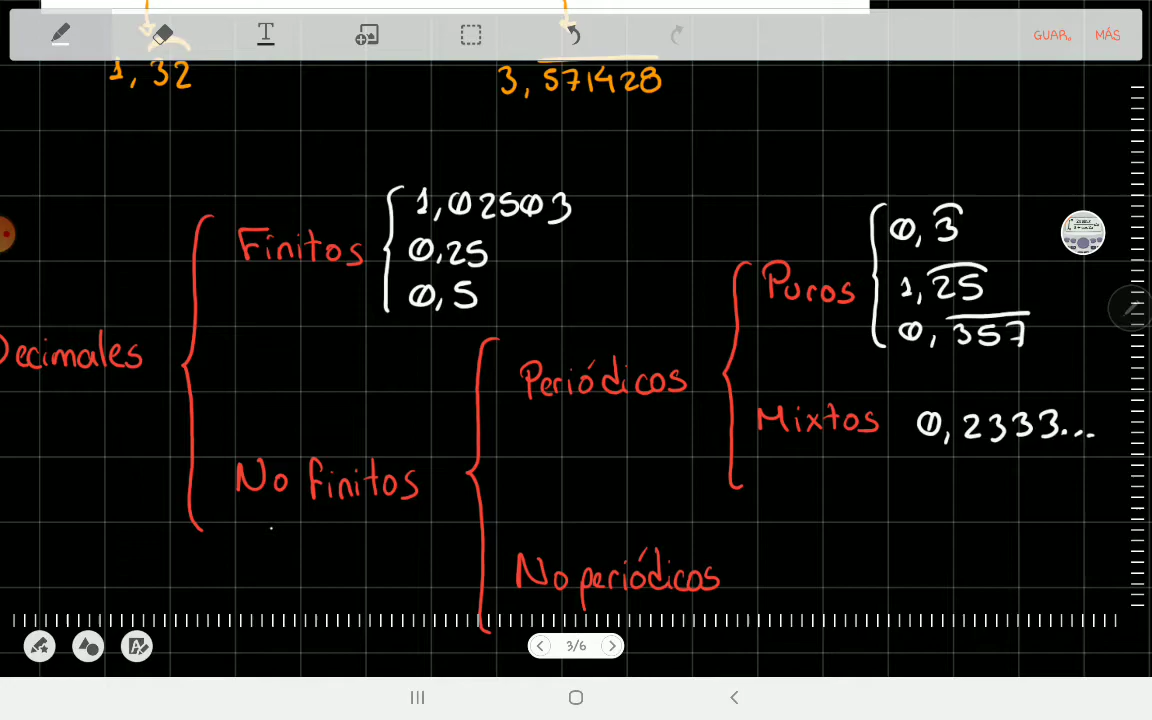 GUAR. MÁS
1,32 3,571428
Finitos
1,02503
0,25
0,5
Decimales
No finitos
Periódicos
Puros
0,3
1,25
0,357
Mixtos 0,2333...
No periódicos
3/6